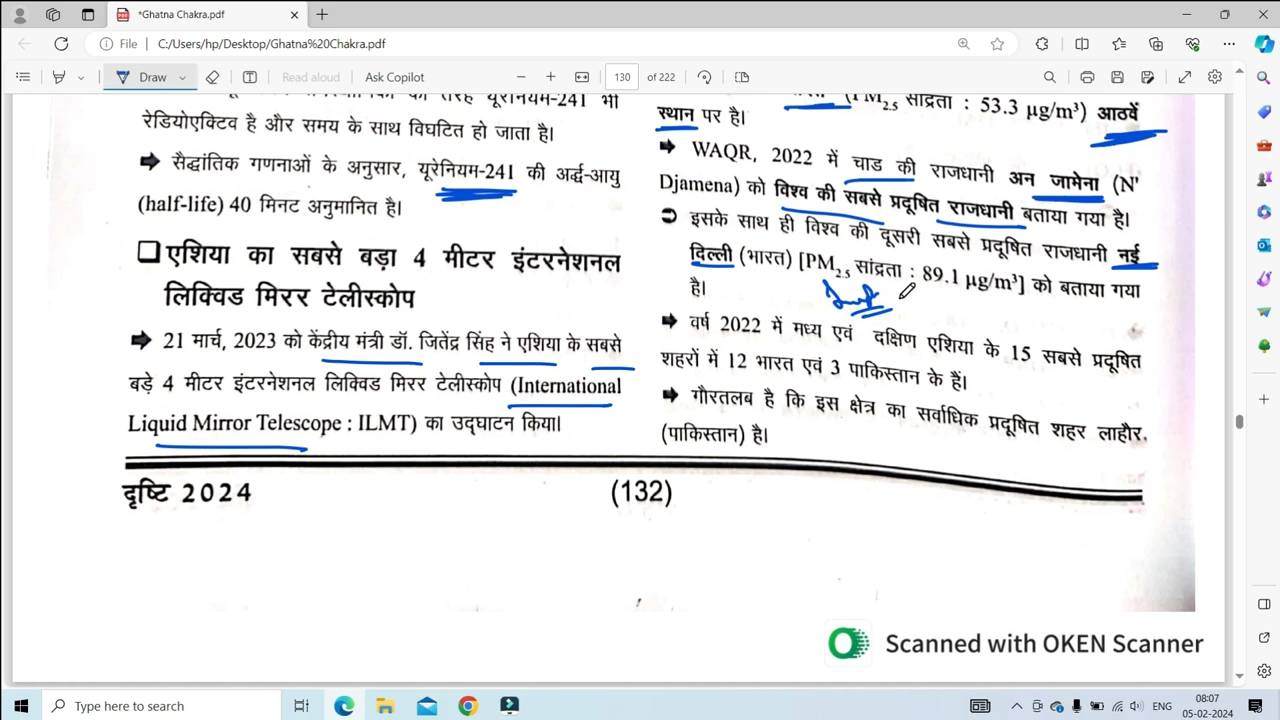 *Ghatna Chakra.pdf
File
C:/Users/hp/Desktop/Ghatna%20Chakra.pdf
Draw
Read aloud
Ask Copilot
130
of 222
यूरेनियम-241 भी
रेडियोएक्टिव है और समय के साथ विघटित हो जाता है।
सैद्धांतिक गणनाओं के अनुसार, यूरेनियम-241 की अर्द्ध-आयु
(half-life) 40 मिनट अनुमानित है।
एशिया का सबसे बड़ा 4 मीटर इंटरनेशनल
लिक्विड मिरर टेलीस्कोप
21 मार्च, 2023 को केंद्रीय मंत्री डॉ. जितेंद्र सिंह ने एशिया के सबसे
बड़े 4 मीटर इंटरनेशनल लिक्विड मिरर टेलीस्कोप (International
Liquid Mirror Telescope : ILMT) का उद्घाटन किया।
(PM2.5 सांद्रता : 53.3 µg/m³) आठवें
स्थान पर है।
WAQR, 2022 में चाड की राजधानी अन जामेना (N'
Djamena) को विश्व की सबसे प्रदूषित राजधानी बताया गया है।
इसके साथ ही विश्व की दूसरी सबसे प्रदूषित राजधानी नई
दिल्ली (भारत) [PM2.5 सांद्रता : 89.1 µg/m³] को बताया गया
है।
वर्ष 2022 में मध्य एवं दक्षिण एशिया के 15 सबसे प्रदूषित
शहरों में 12 भारत एवं 3 पाकिस्तान के हैं।
गौरतलब है कि इस क्षेत्र का सर्वाधिक प्रदूषित शहर लाहौर
(पाकिस्तान) है।
दृष्टि 2024
(132)
Scanned with OKEN Scanner
Type here to search
ENG
08:07
05-02-2024